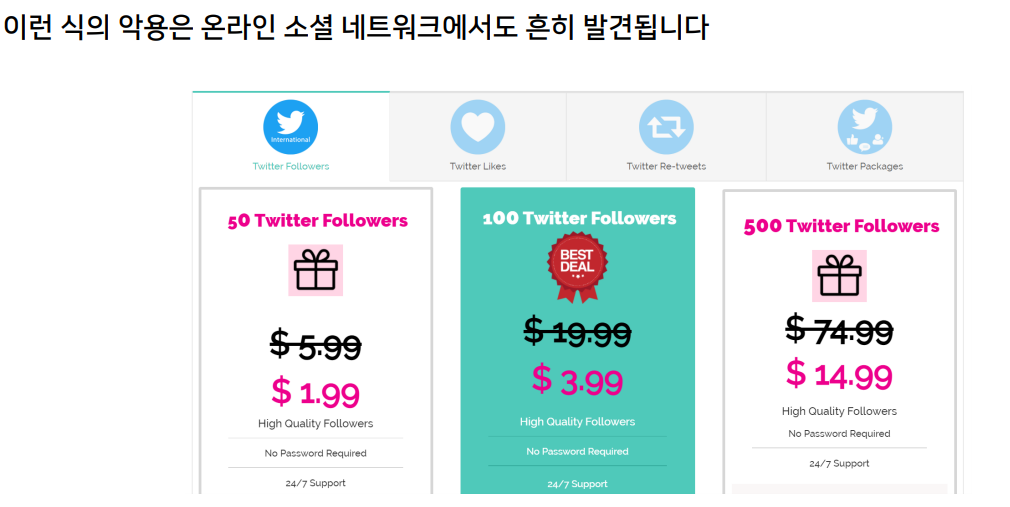 이런 식의 악용은 온라인 소셜 네트워크에서도 흔히 발견됩니다
International
Twitter Followers
Twitter Likes
Twitter Re-tweets
Twitter Packages
50 Twitter Followers
$ 5.99
$ 1.99
High Quality Followers
No Password Required
24/7 Support
100 Twitter Followers
BEST
DEAL
$ 19.99
$ 3.99
High Quality Followers
No Password Required
24/7 Support
500 Twitter Followers
$ 74.99
$ 14.99
High Quality Followers
No Password Required
24/7 Support